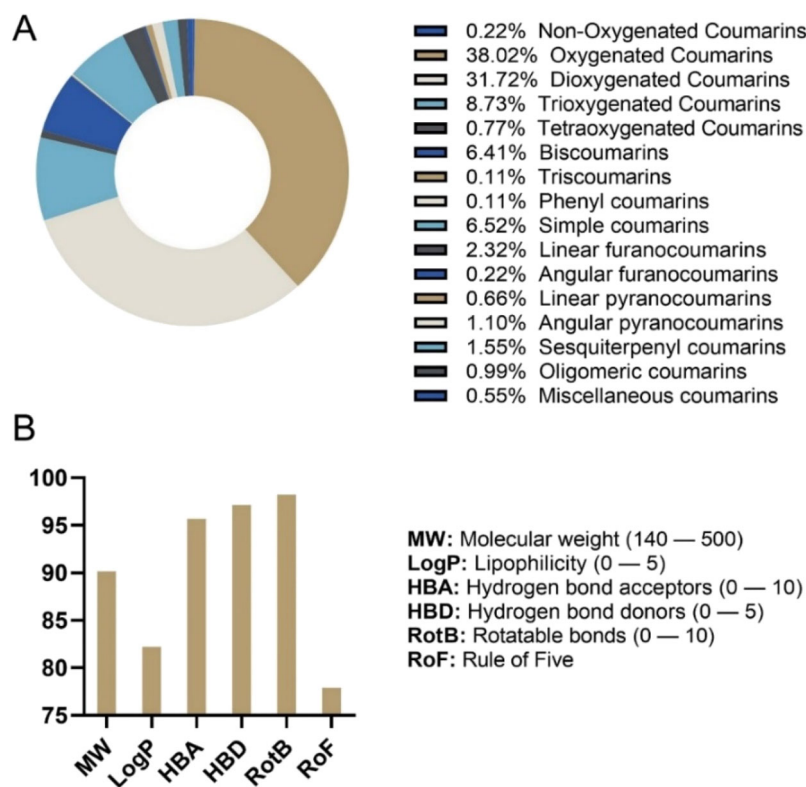 A
0.22% Non-Oxygenated Coumarins
38.02% Oxygenated Coumarins
31.72% Dioxygenated Coumarins
8.73% Trioxygenated Coumarins
0.77% Tetraoxygenated Coumarins
6.41% Biscoumarins
0.11% Triscoumarins
0.11% Phenyl coumarins
6.52% Simple coumarins
2.32% Linear furanocoumarins
0.22% Angular furanocoumarins
0.66% Linear pyranocoumarins
1.10% Angular pyranocoumarins
1.55% Sesquiterpenyl coumarins
0.99% Oligomeric coumarins
0.55% Miscellaneous coumarins
B
100
95
90
85
80
75
MW
LogP
HBA
HBD
RotB
RoF
MW: Molecular weight (140 — 500)
LogP: Lipophilicity (0 — 5)
HBA: Hydrogen bond acceptors (0 — 10)
HBD: Hydrogen bond donors (0 — 5)
RotB: Rotatable bonds (0 — 10)
RoF: Rule of Five